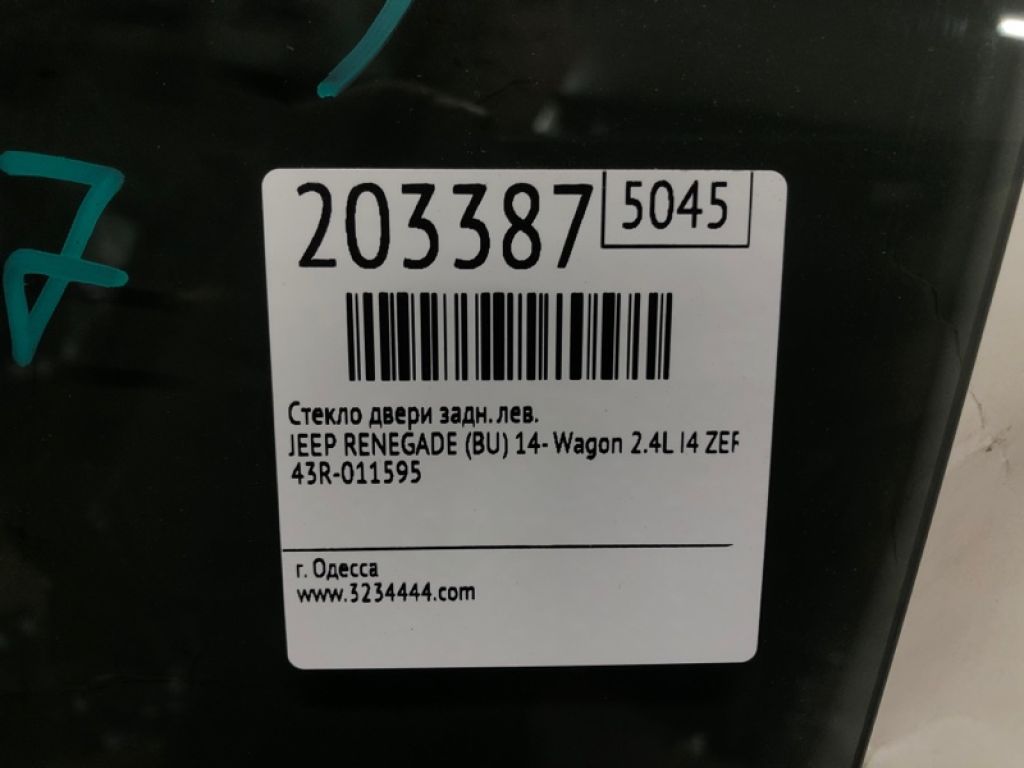 203387 5045
Стекло двери задн. лев.
JEEP RENEGADE (BU) 14- Wagon 2.4L I4 ZEF
43R-011595
г. Одесса
www.3234444.com
7